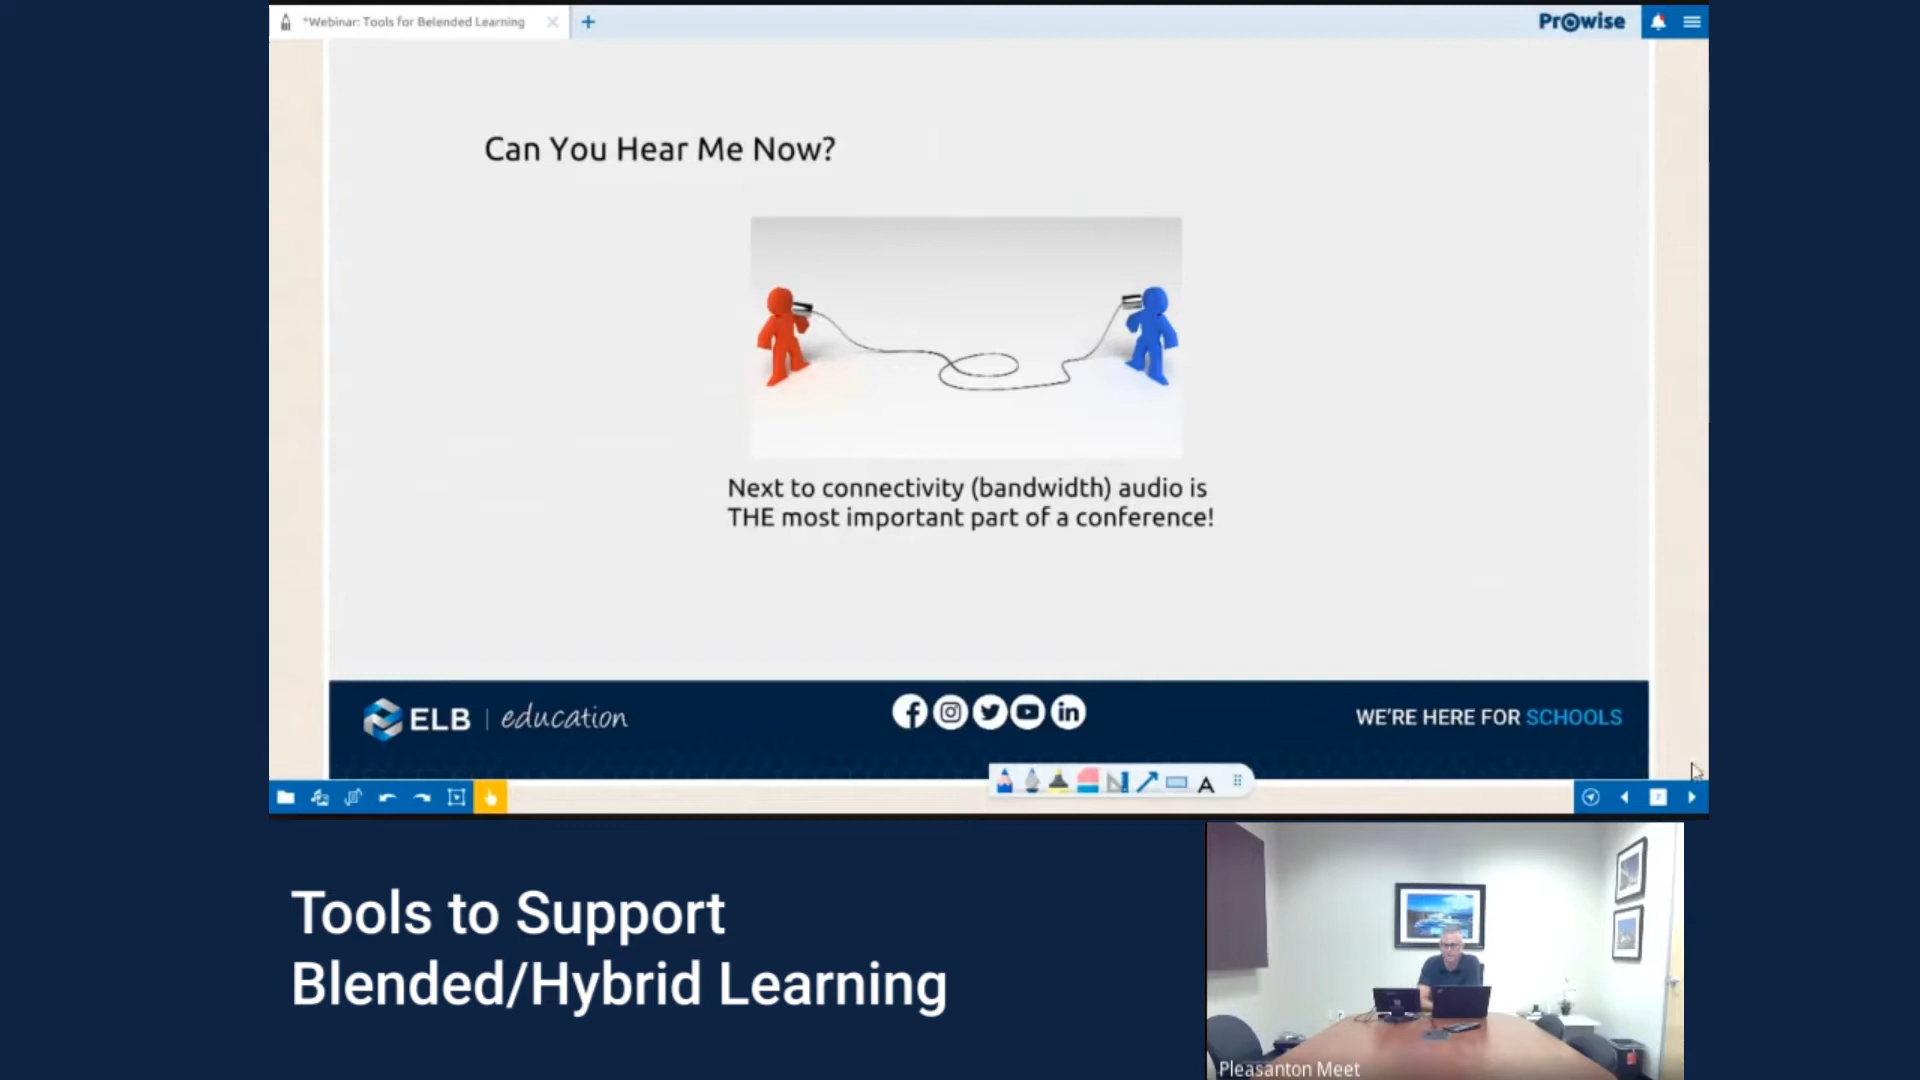 *Webinar: Tools for Belended Learning
Prowise
Can You Hear Me Now?
Next to connectivity (bandwidth) audio is
THE most important part of a conference!
ELB | education
WE'RE HERE FOR SCHOOLS
A
7
Tools to Support
Blended/Hybrid Learning
Pleasanton Meet